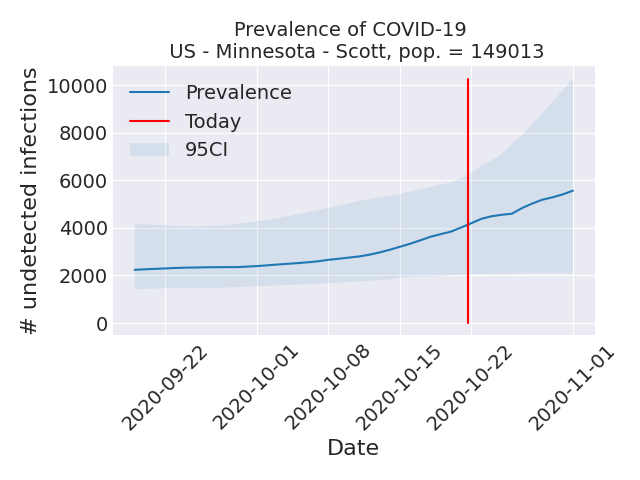 Prevalence of COVID-19
US - Minnesota - Scott, pop. = 149013
# undetected infections
10000
8000
6000
4000
2000
0
Prevalence
Today
95CI
2020-09-22
2020-10-01
2020-10-08
2020-10-15
2020-10-22
2020-11-01
Date